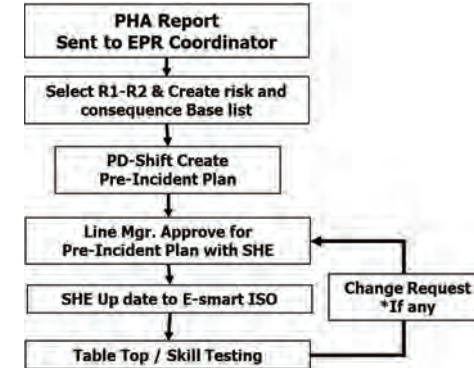 PHA Report
Sent to EPR Coordinator
Select R1-R2 & Create risk and
consequence Base list
PD-Shift Create
Pre-Incident Plan
Line Mgr. Approve for
Pre-Incident Plan with SHE
SHE Up date to E-smart ISO
Change Request
*If any
Table Top / Skill Testing